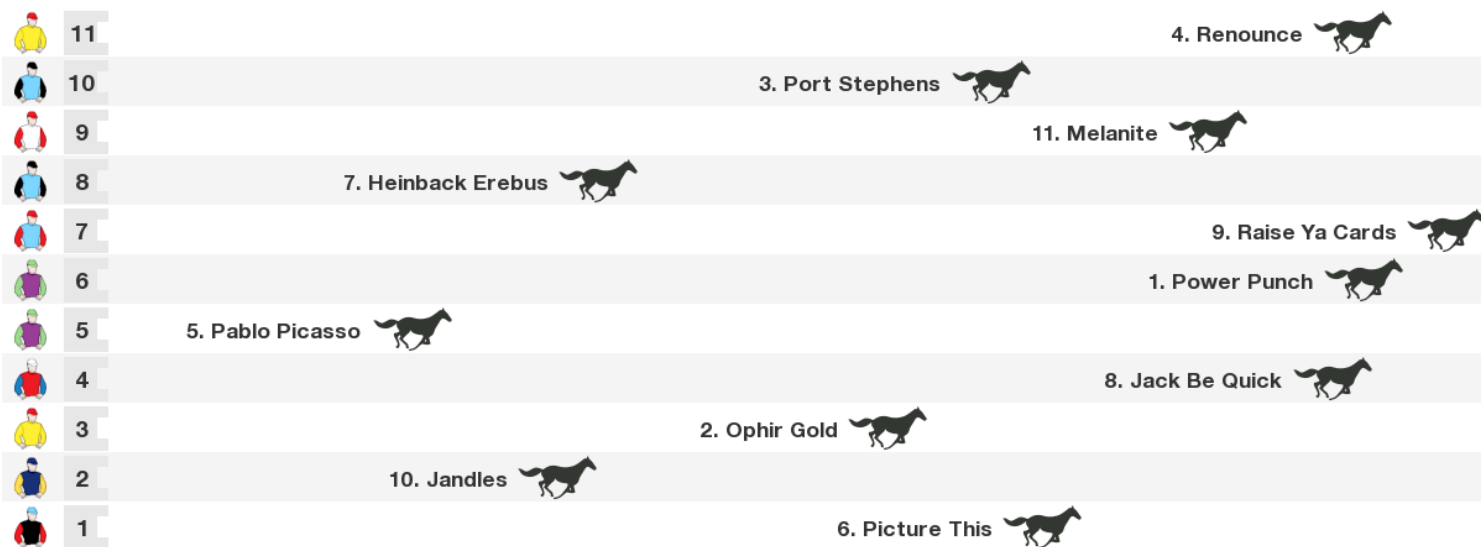 11 4. Renounce
10 3. Port Stephens
9 11. Melanite
8 7. Heinback Erebus
7 9. Raise Ya Cards
6 1. Power Punch
5 5. Pablo Picasso
4 8. Jack Be Quick
3 2. Ophir Gold
2 10. Jandles
1 6. Picture This